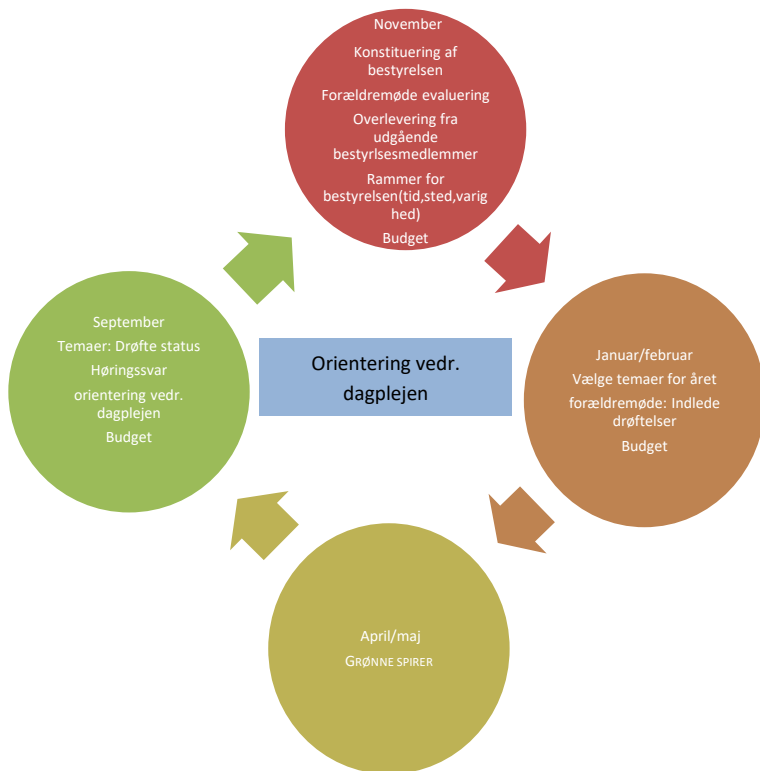 November
Konstituering af
bestyrelsen
Forældremøde evaluering
Overlevering fra
udgående
bestyrlsesmedlemmer
Rammer for
bestyrelsen(tid,sted,varig
hed)
Budget
Januar/februar
Vælge temaer for året
forældremøde: Indlede
drøftelser
Budget
April/maj
GRØNNE SPIRER
September
Temaer: Drøfte status
Høringssvar
orientering vedr.
dagplejen
Budget
Orientering vedr.
dagplejen